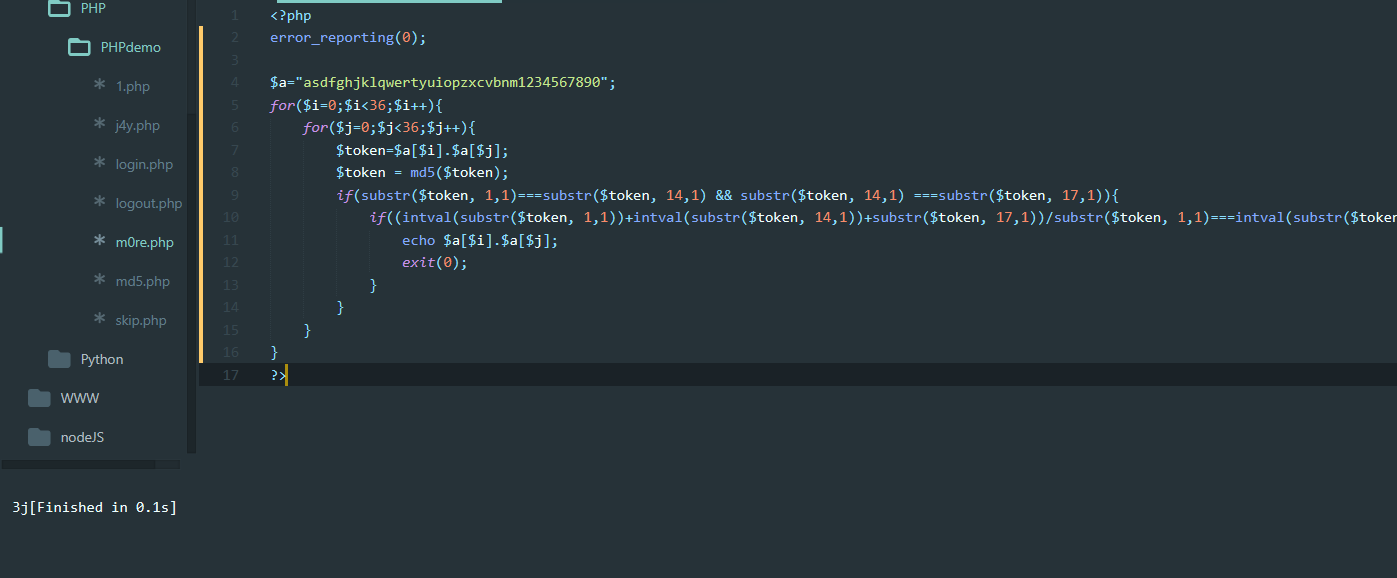 PHP
PHPdemo
* 1.php
* j4y.php
* login.php
* logout.php
* m0re.php
* md5.php
* skip.php
Python
WWW
nodeJS
1 <?php
2 error_reporting(0);
3
4 $a="asdfghjklqwertyuiopzxcvbnm1234567890";
5 for($i=0;$i<36;$i++){
6 for($j=0;$j<36;$j++){
7 $token=$a[$i].$a[$j];
8 $token = md5($token);
9 if(substr($token, 1,1)===substr($token, 14,1) && substr($token, 14,1) ===substr($token, 17,1)){
10 if((intval(substr($token, 1,1))+intval(substr($token, 14,1))+substr($token, 17,1))/substr($token, 1,1)===intval(substr($token
11 echo $a[$i].$a[$j];
12 exit(0);
13 }
14 }
15 }
16 }
17 ?>
3j[Finished in 0.1s]